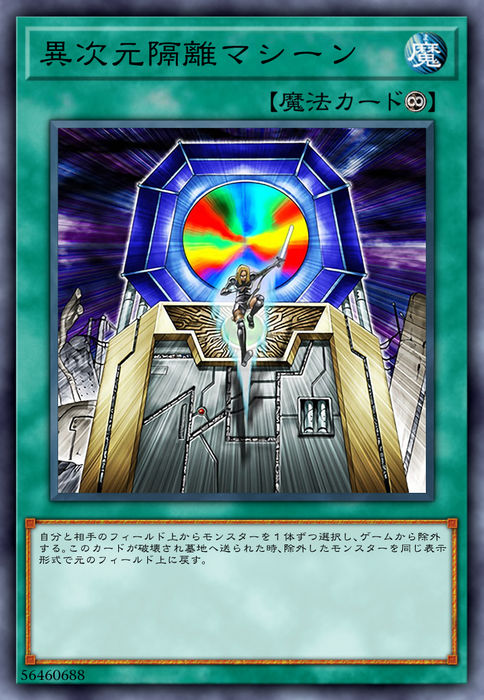 異次元隔離マシーン
魔
【魔法カード】
自分と相手のフィールド上からモンスターを１体ずつ選択し、ゲームから除外
する。このカードが破壊され墓地へ送られた時、除外したモンスターを同じ表示
形式で元のフィールド上に戻す。
56460688